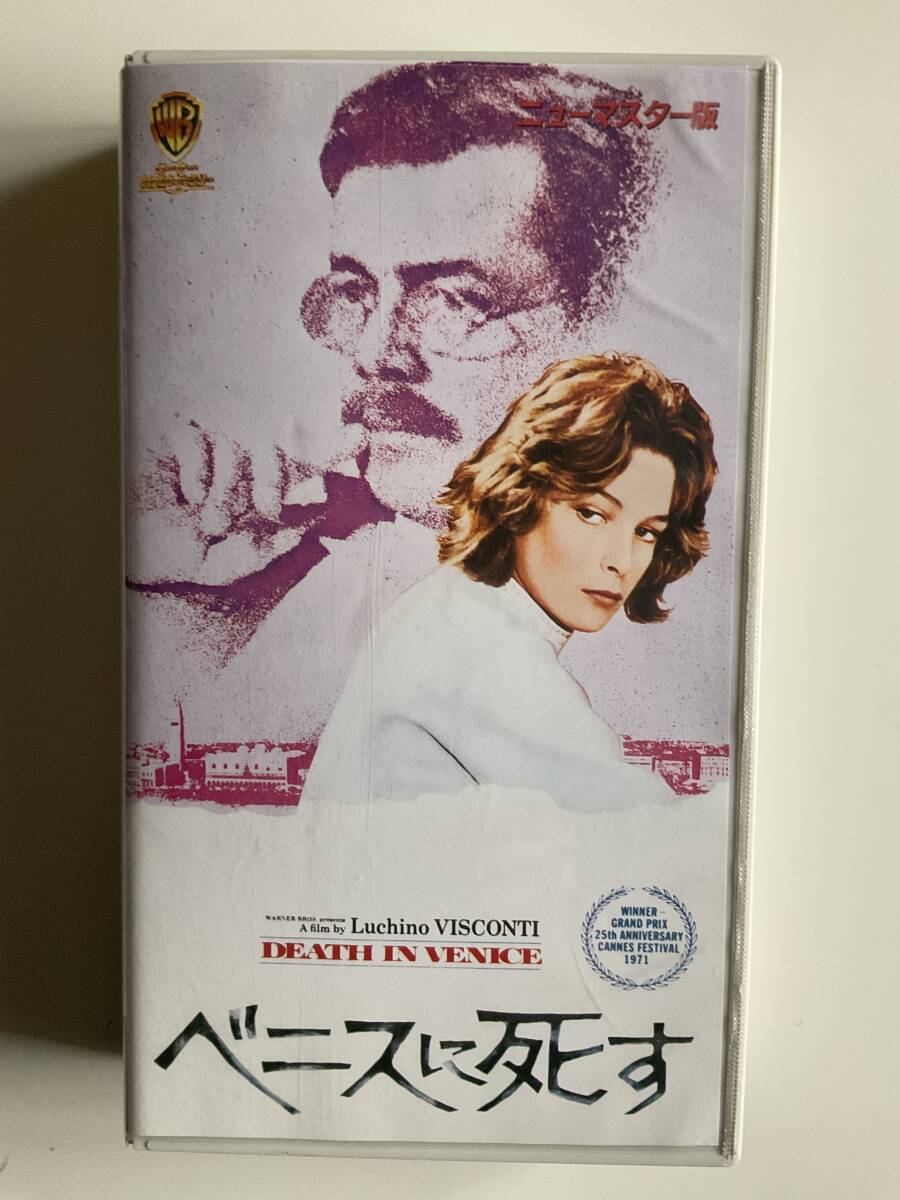 WB
ニューマスター版
WARNER BROS. presents
A film by Luchino VISCONTI
DEATH IN VENICE
WINNER–
GRAND PRIX
25th ANNIVERSARY
CANNES FESTIVAL
1971
ベニスに死す